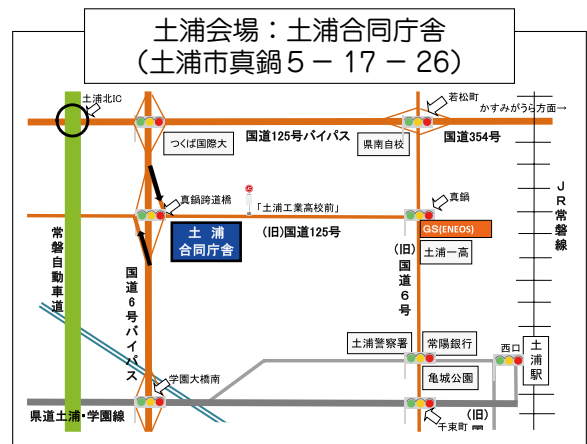 土浦会場：土浦合同庁舎
（土浦市真鍋５－１７－２６）
土浦北IC
若松町
かすみがうら方面→
国道125号バイパス
国道354号
つくば国際大
県南自校
真鍋跨道橋
「土浦工業高校前」
真鍋
(旧)国道125号
土浦
合同庁舎
GS(ENEOS)
土浦一高
JR常磐線
常磐自動車道
国道6号バイパス
(旧)国道6号
土浦警察署
常陽銀行
西口
土浦駅
亀城公園
学園大橋南
県道土浦・学園線
千束町
(旧)